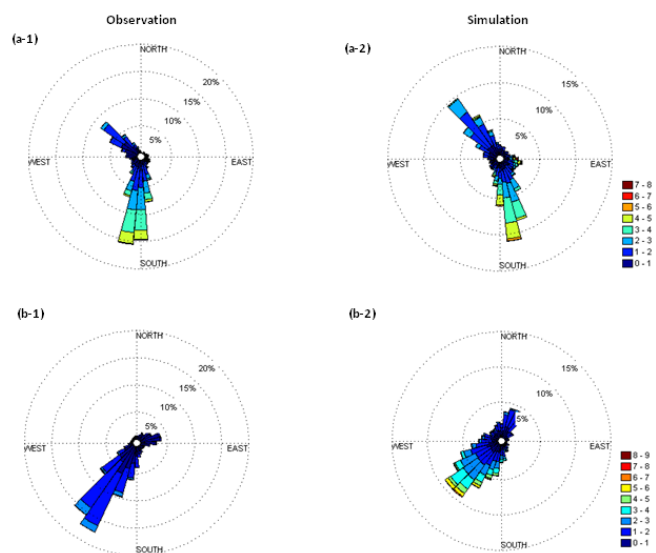 Observation
Simulation
(a-1)
(a-2)
NORTH
20%
15%
10%
5%
WEST
EAST
SOUTH
NORTH
15%
10%
5%
WEST
EAST
SOUTH
7 - 8
6 - 7
5 - 6
4 - 5
3 - 4
2 - 3
1 - 2
0 - 1
(b-1)
(b-2)
NORTH
20%
15%
10%
5%
WEST
EAST
SOUTH
NORTH
15%
10%
5%
WEST
EAST
SOUTH
8 - 9
7 - 8
6 - 7
5 - 6
4 - 5
3 - 4
2 - 3
1 - 2
0 - 1